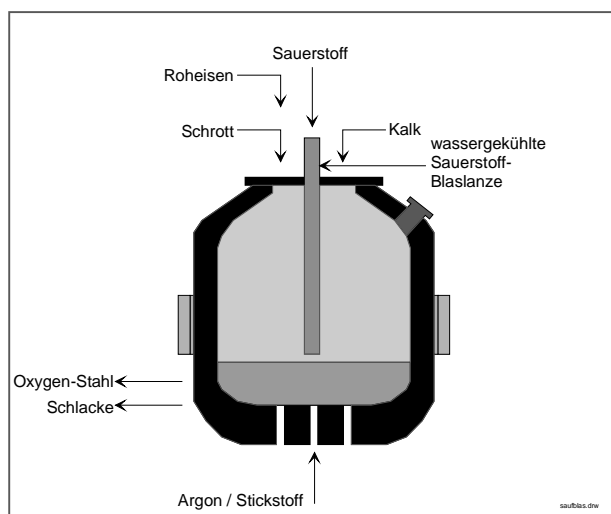 Sauerstoff
Roheisen
Schrott
Kalk
wassergekühlte
Sauerstoff-
Blaslanze
Oxygen-Stahl
Schlacke
Argon / Stickstoff
saufblas.drw